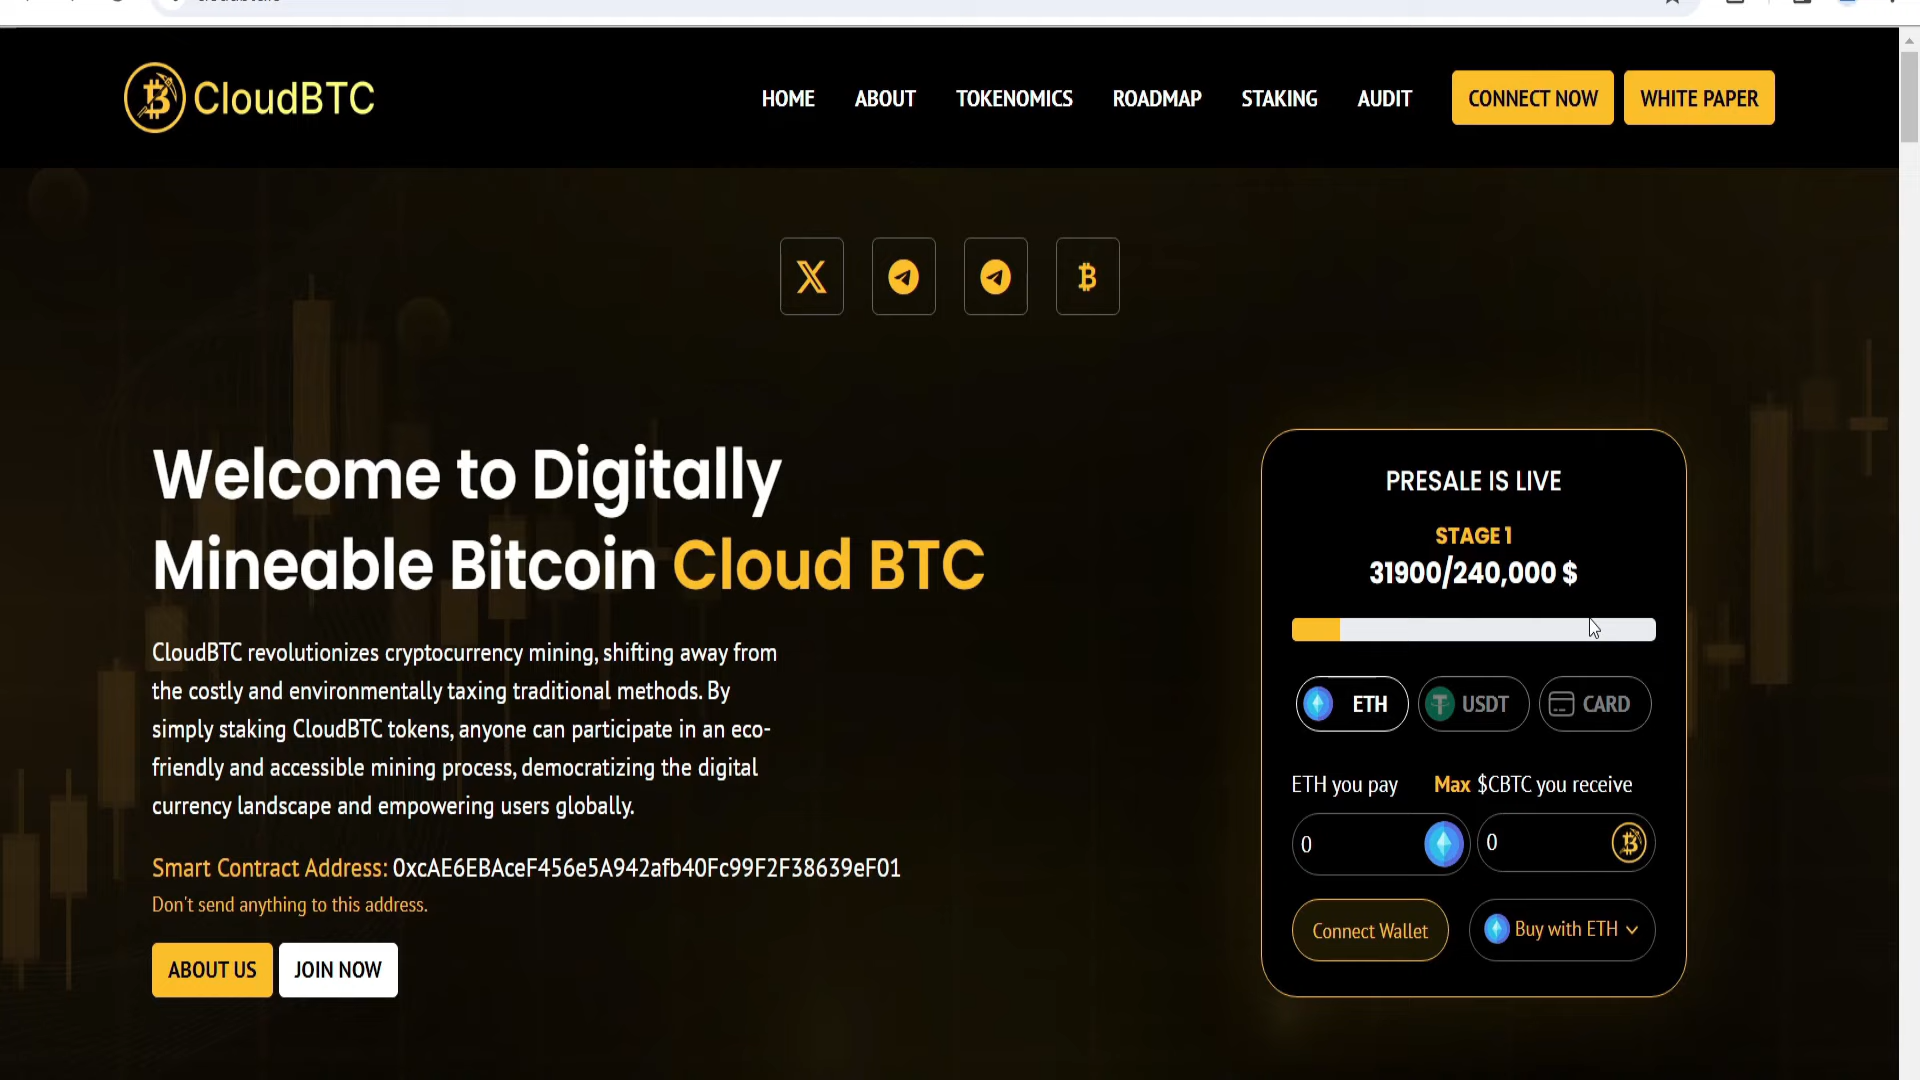 CloudBTC
HOME ABOUT TOKENOMICS ROADMAP STAKING AUDIT CONNECT NOW WHITE PAPER
Welcome to Digitally
Mineable Bitcoin Cloud BTC
CloudBTC revolutionizes cryptocurrency mining, shifting away from
the costly and environmentally taxing traditional methods. By
simply staking CloudBTC tokens, anyone can participate in an eco-
friendly and accessible mining process, democratizing the digital
currency landscape and empowering users globally.
Smart Contract Address: 0xcAE6EBAceF456e5A942afb40Fc99F2F38639eF01
Don't send anything to this address.
ABOUT US JOIN NOW
PRESALE IS LIVE
STAGE 1
31900/240,000 $
ETH USDT CARD
ETH you pay Max $CBTC you receive
0 0
Connect Wallet Buy with ETH